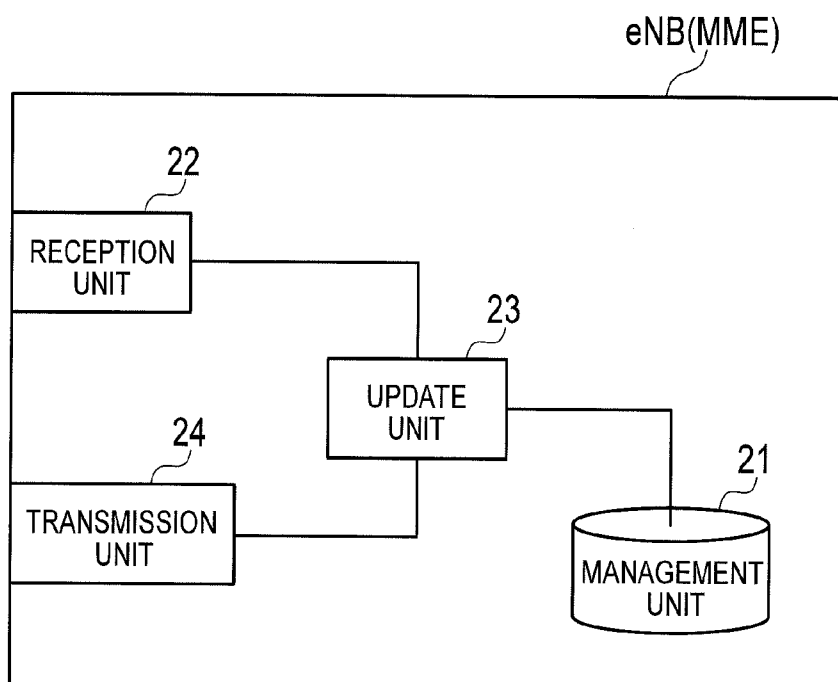 eNB(MME)
22
RECEPTION
UNIT
23
UPDATE
UNIT
24
TRANSMISSION
UNIT
21
MANAGEMENT
UNIT